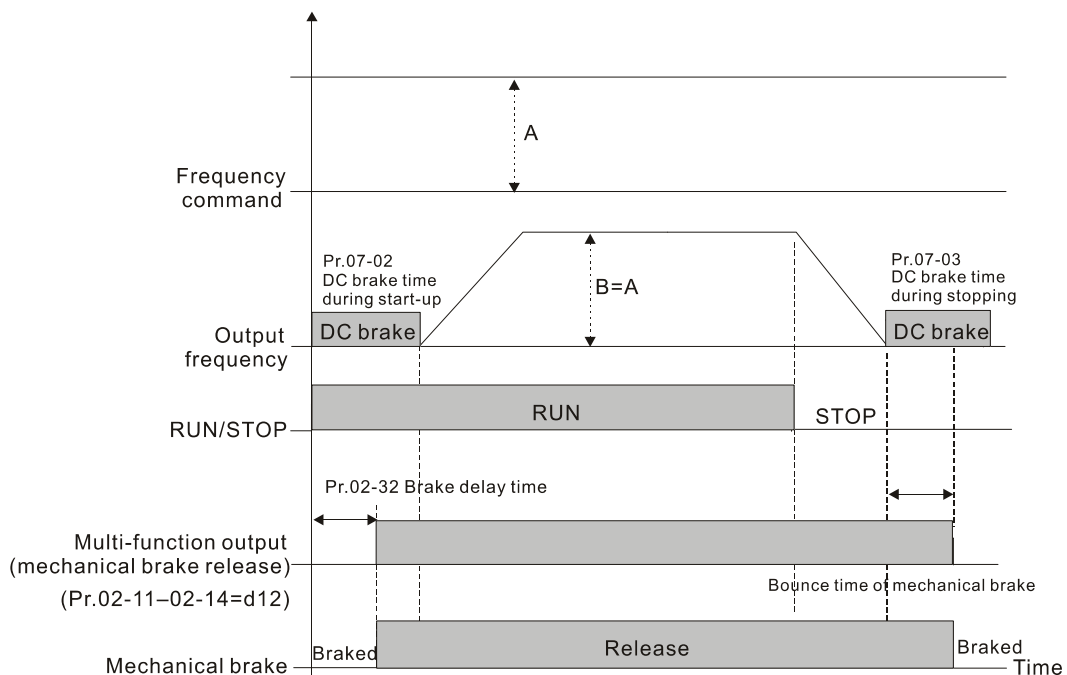 A
Frequency
command
Pr.07-02
DC brake time
during start-up
B=A
Pr.07-03
DC brake time
during stopping
DC brake
DC brake
Output
frequency
RUN
STOP
RUN/STOP
Pr.02-32 Brake delay time
Multi-function output
(mechanical brake release)
(Pr.02-11–02-14=d12)
Bounce time of mechanical brake
Braked
Release
Braked
Mechanical brake
Time